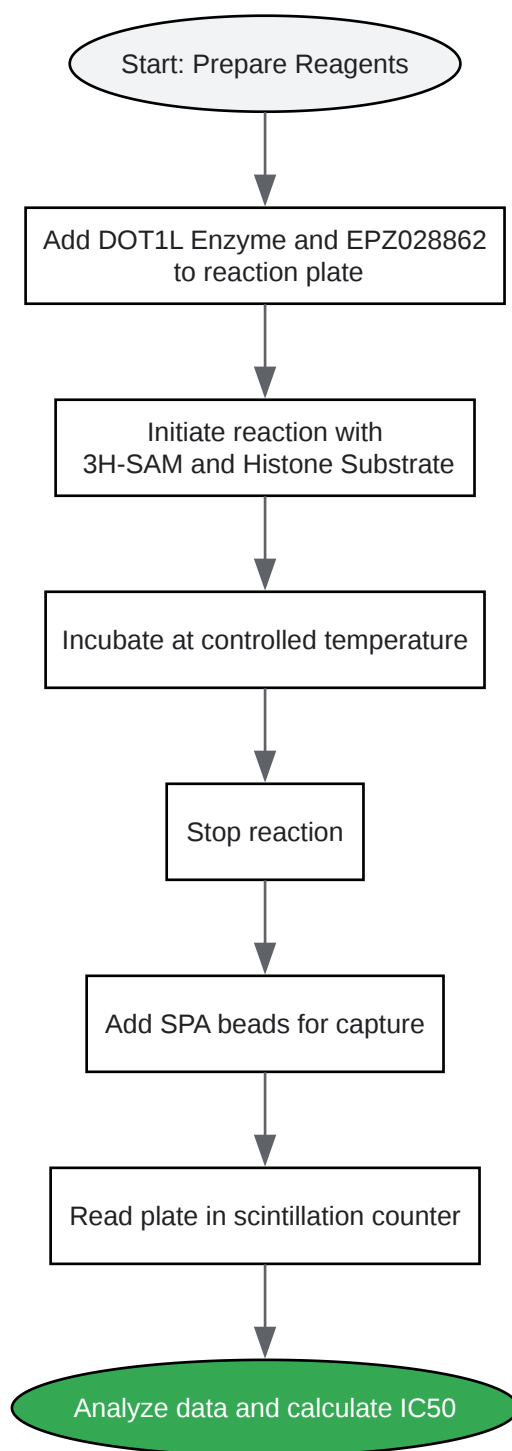 Start: Prepare Reagents
Add DOT1L Enzyme and EPZ028862
to reaction plate
Initiate reaction with
3H-SAM and Histone Substrate
Incubate at controlled temperature
Stop reaction
Add SPA beads for capture
Read plate in scintillation counter
Analyze data and calculate IC50